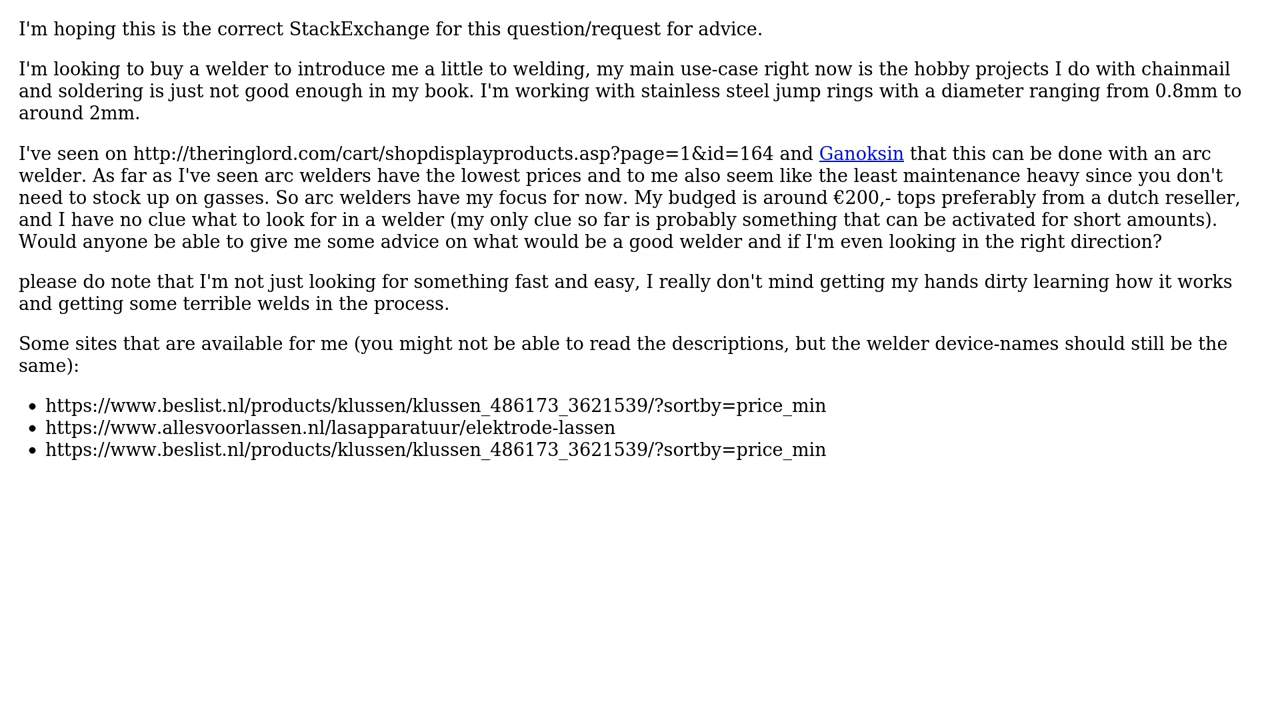 I'm hoping this is the correct StackExchange for this question/request for advice.
I'm looking to buy a welder to introduce me a little to welding, my main use-case right now is the hobby projects I do with chainmail
and soldering is just not good enough in my book. I'm working with stainless steel jump rings with a diameter ranging from 0.8mm to
around 2mm.
I've seen on http://theringlord.com/cart/shopdisplayproducts.asp?page=1&id=164 and Ganoksin that this can be done with an arc
welder. As far as I've seen arc welders have the lowest prices and to me also seem like the least maintenance heavy since you don't
need to stock up on gasses. So arc welders have my focus for now. My budged is around €200,- tops preferably from a dutch reseller,
and I have no clue what to look for in a welder (my only clue so far is probably something that can be activated for short amounts).
Would anyone be able to give me some advice on what would be a good welder and if I'm even looking in the right direction?
please do note that I'm not just looking for something fast and easy, I really don't mind getting my hands dirty learning how it works
and getting some terrible welds in the process.
Some sites that are available for me (you might not be able to read the descriptions, but the welder device-names should still be the
same):
• https://www.beslist.nl/products/klussen/klussen_486173_3621539/?sortby=price_min
• https://www.allesvoorlassen.nl/lasapparatuur/elektrode-lassen
• https://www.beslist.nl/products/klussen/klussen_486173_3621539/?sortby=price_min